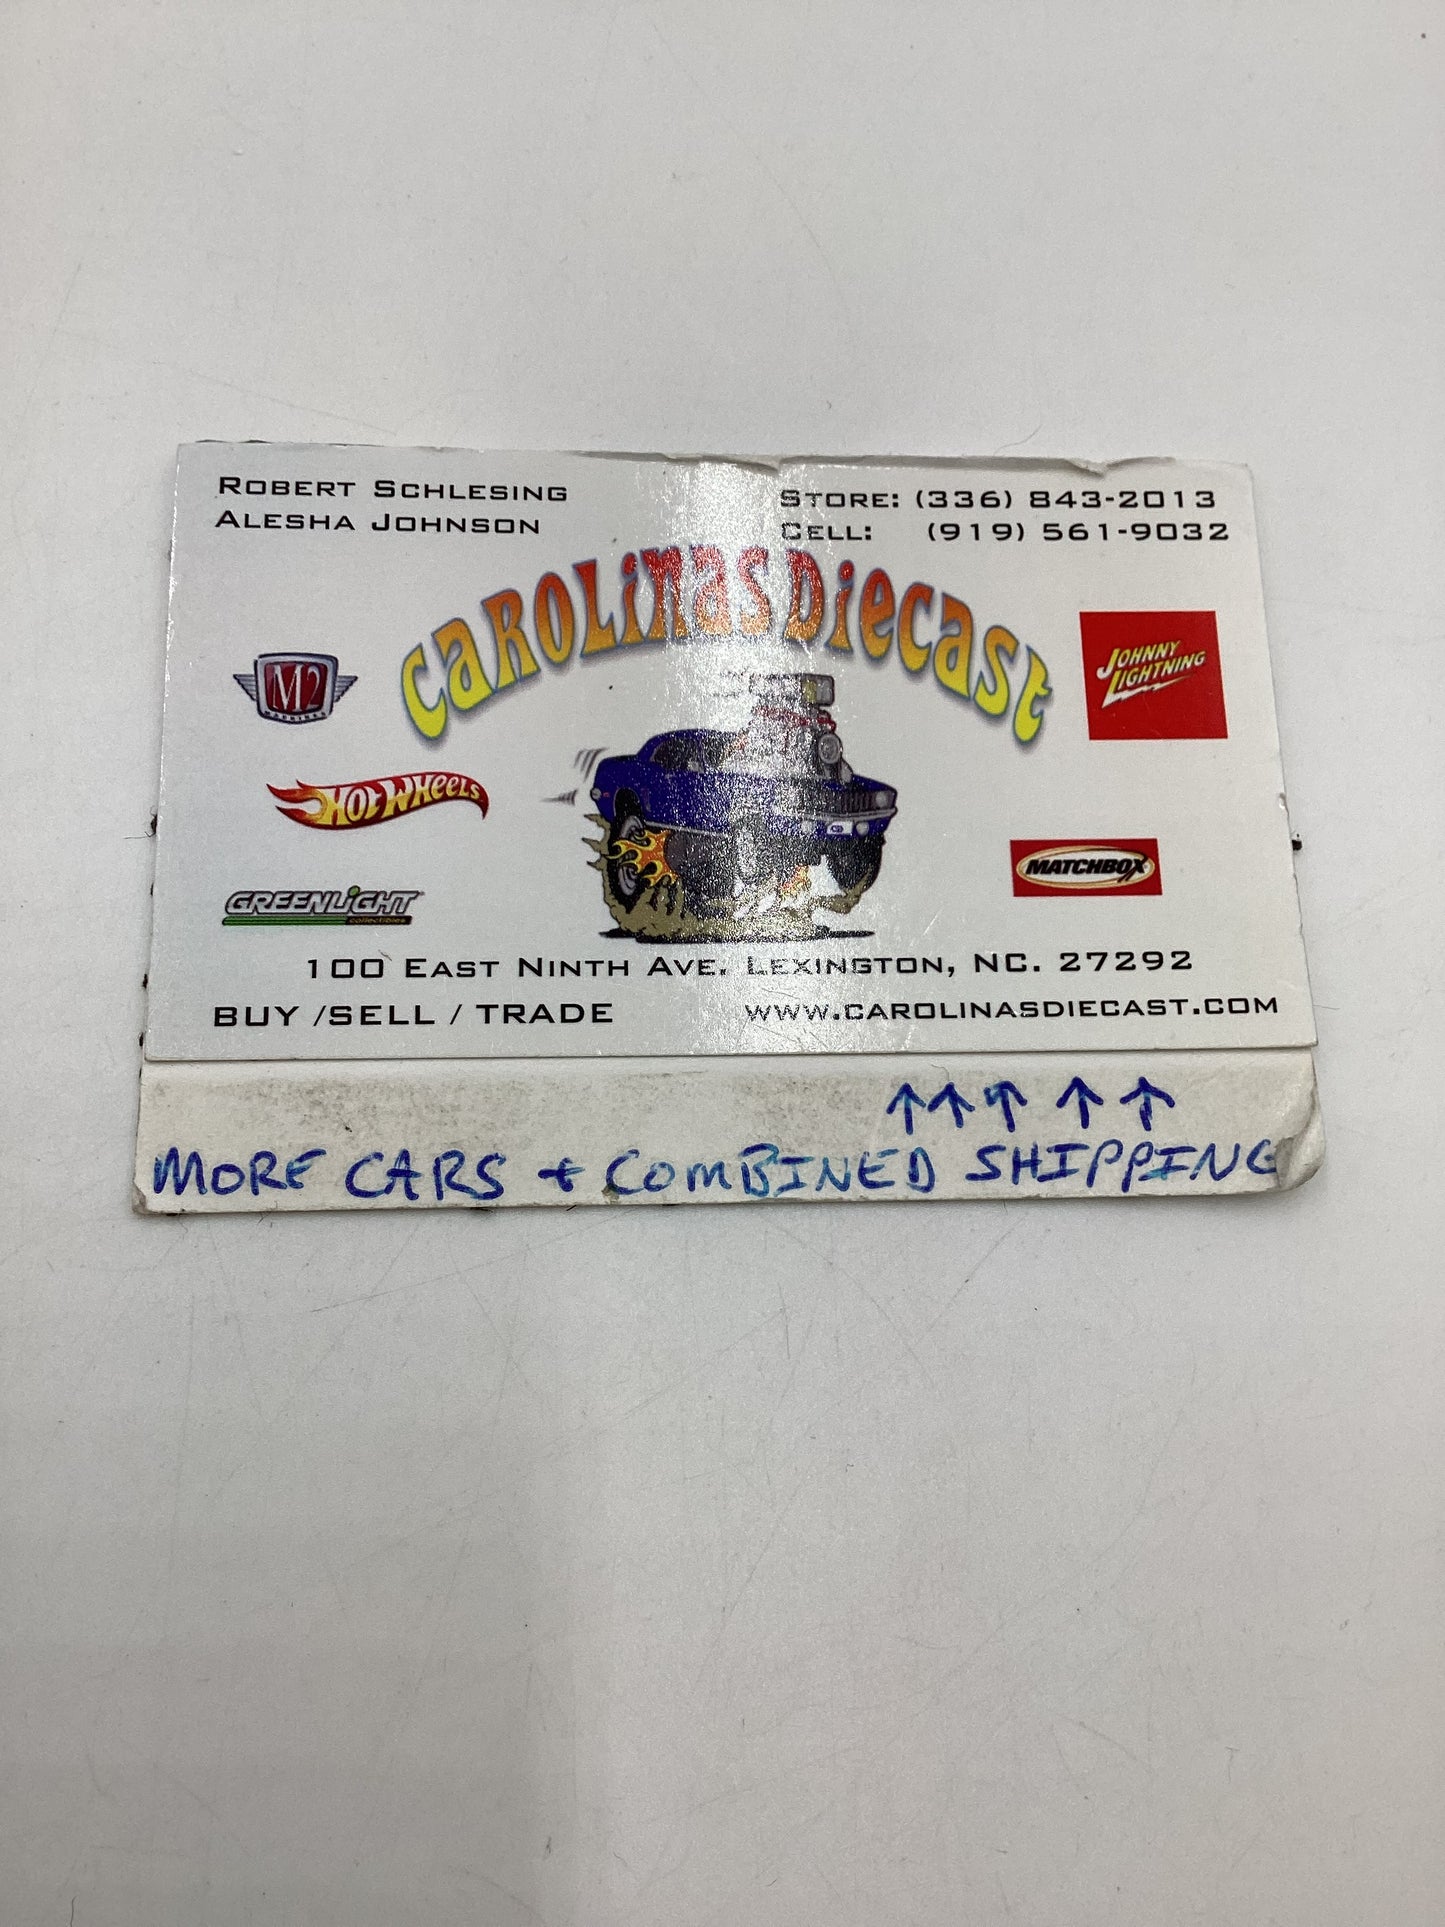 Robert Schlesing
Alesha Johnson
Store: (336) 843-2013
Cell: (919) 561-9032
Carolinas Diecast
M2
MACHINES
JOHNNY
LIGHTNING
HOT WHEELS
MATCHBOX
GREENLIGHT
collectibles
100 East Ninth Ave. Lexington, NC. 27292
BUY /SELL / TRADE
www.carolinasdiecast.com
↑ ↑ ↑ ↑ ↑
MORE CARS + COMBINED SHIPPING